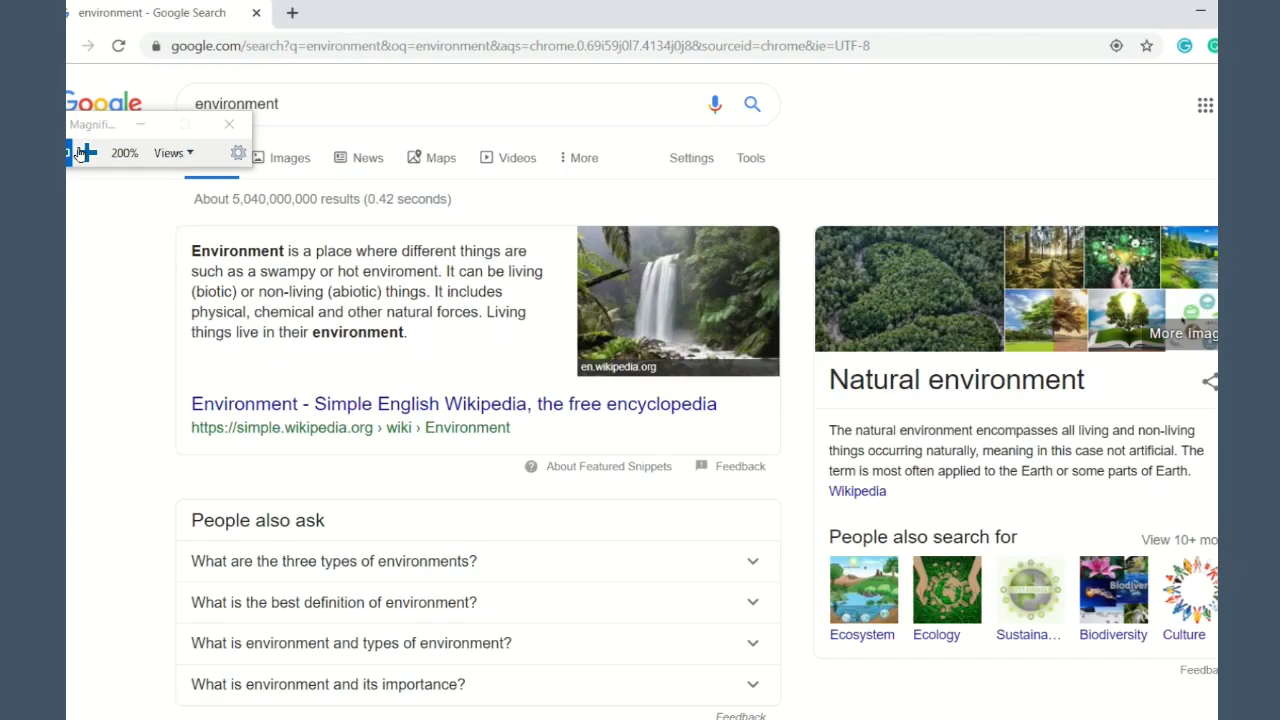 environment - Google Search
google.com/search?q=environment&oq=environment&aqs=chrome.0.69i59j0l7.4134j0j8&sourceid=chrome&ie=UTF-8
Google
environment
Magnifi...
200% Views
Images News Maps Videos More Settings Tools
About 5,040,000,000 results (0.42 seconds)
Environment is a place where different things are
such as a swampy or hot enviroment. It can be living
(biotic) or non-living (abiotic) things. It includes
physical, chemical and other natural forces. Living
things live in their environment.
en.wikipedia.org
Environment - Simple English Wikipedia, the free encyclopedia
https://simple.wikipedia.org › wiki › Environment
About Featured Snippets Feedback
People also ask
What are the three types of environments?
What is the best definition of environment?
What is environment and types of environment?
What is environment and its importance?
Feedback
More imag
Natural environment
The natural environment encompasses all living and non-living
things occurring naturally, meaning in this case not artificial. The
term is most often applied to the Earth or some parts of Earth.
Wikipedia
People also search for
View 10+ mo
Biodiver
Ecosystem Ecology Sustaina... Biodiversity Culture
Feedba